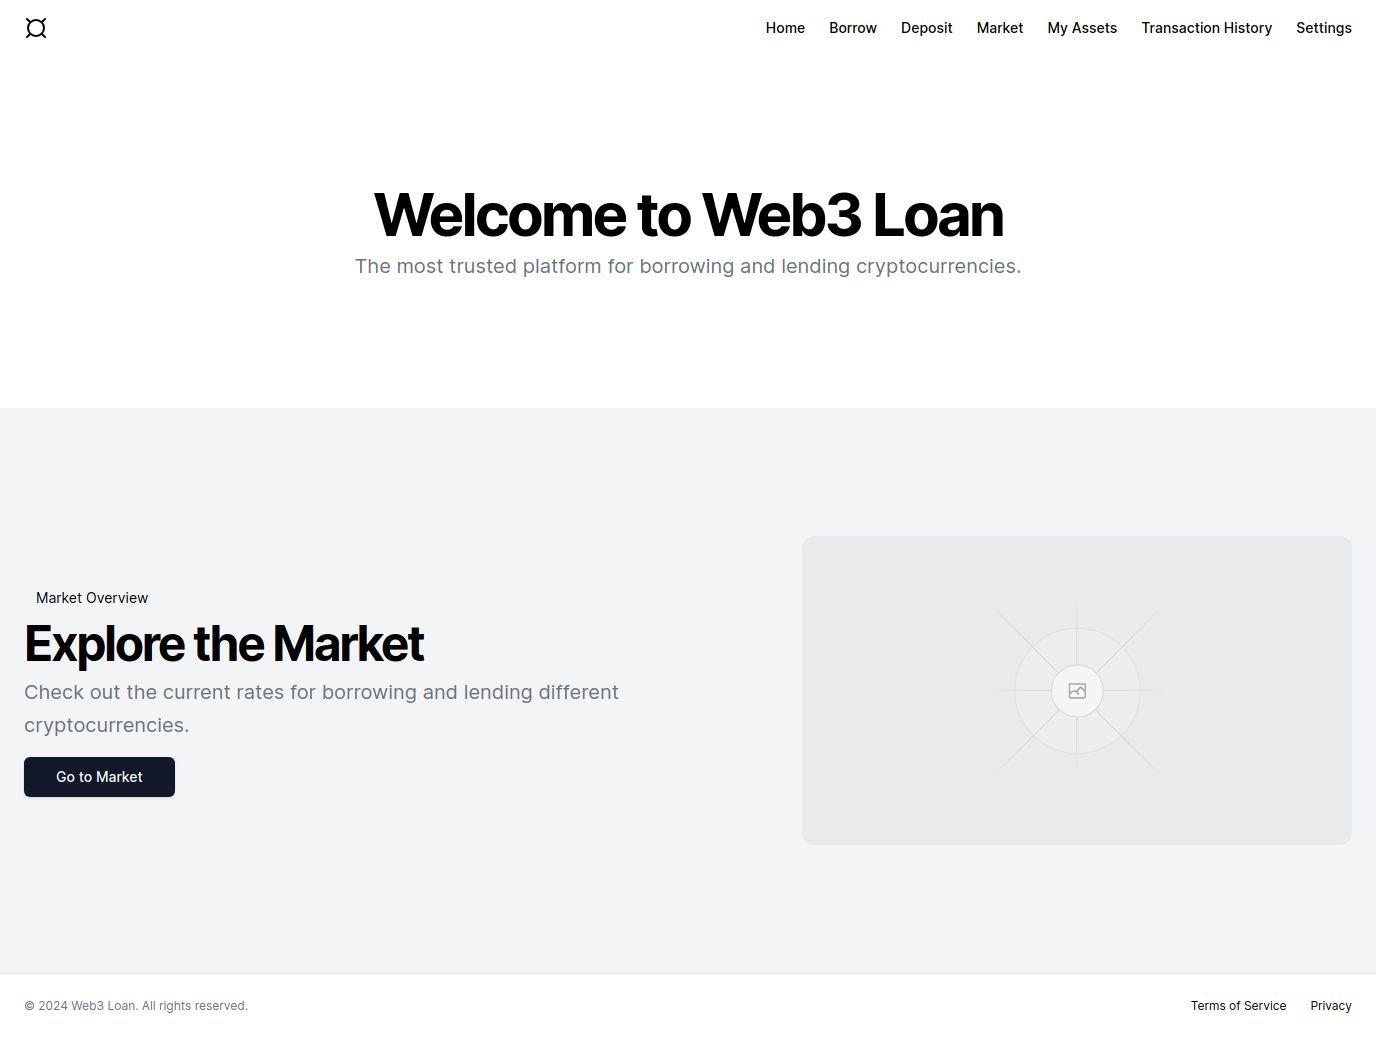 Home Borrow Deposit Market My Assets Transaction History Settings
Welcome to Web3 Loan
The most trusted platform for borrowing and lending cryptocurrencies.
Market Overview
Explore the Market
Check out the current rates for borrowing and lending different
cryptocurrencies.
Go to Market
© 2024 Web3 Loan. All rights reserved.
Terms of Service Privacy